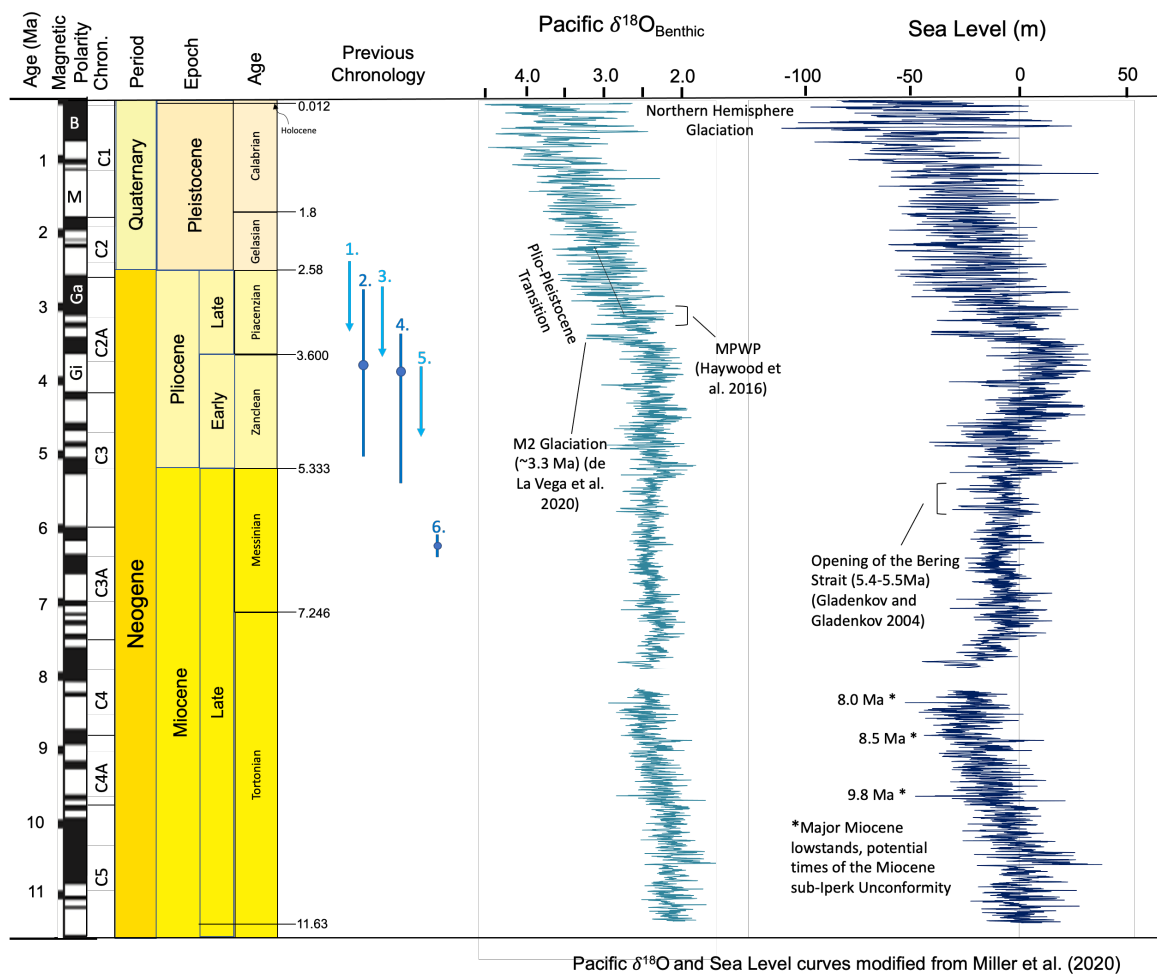 Age (Ma)
Magnetic
Polarity
Chron.
Period
Epoch
Age
Previous
Chronology
Pacific δ18OBenthic
4.0 3.0 2.0
Sea Level (m)
-100 -50 0 50
1
2
3
4
5
6
7
8
9
10
11
B
M
Ga
Gi
C1
C2
C2A
C3
C3A
C4
C4A
C5
Quaternary
Neogene
Pleistocene
Pliocene
Miocene
Late
Early
Late
Calabrian
Gelasian
Piacenzian
Zanclean
Messinian
Tortonian
0.012
Holocene
1.8
2.58
3.600
5.333
7.246
11.63
1.
2.
3.
4.
5.
6.
Northern Hemisphere
Glaciation
Plio-Pleistocene
Transition
MPWP
(Haywood et
al. 2016)
M2 Glaciation
(~3.3 Ma) (de
La Vega et al.
2020)
Opening of the Bering
Strait (5.4-5.5Ma)
(Gladenkov and
Gladenkov 2004)
8.0 Ma *
8.5 Ma *
9.8 Ma *
*Major Miocene
lowstands, potential
times of the Miocene
sub-Iperk Unconformity
Pacific δ18O and Sea Level curves modified from Miller et al. (2020)